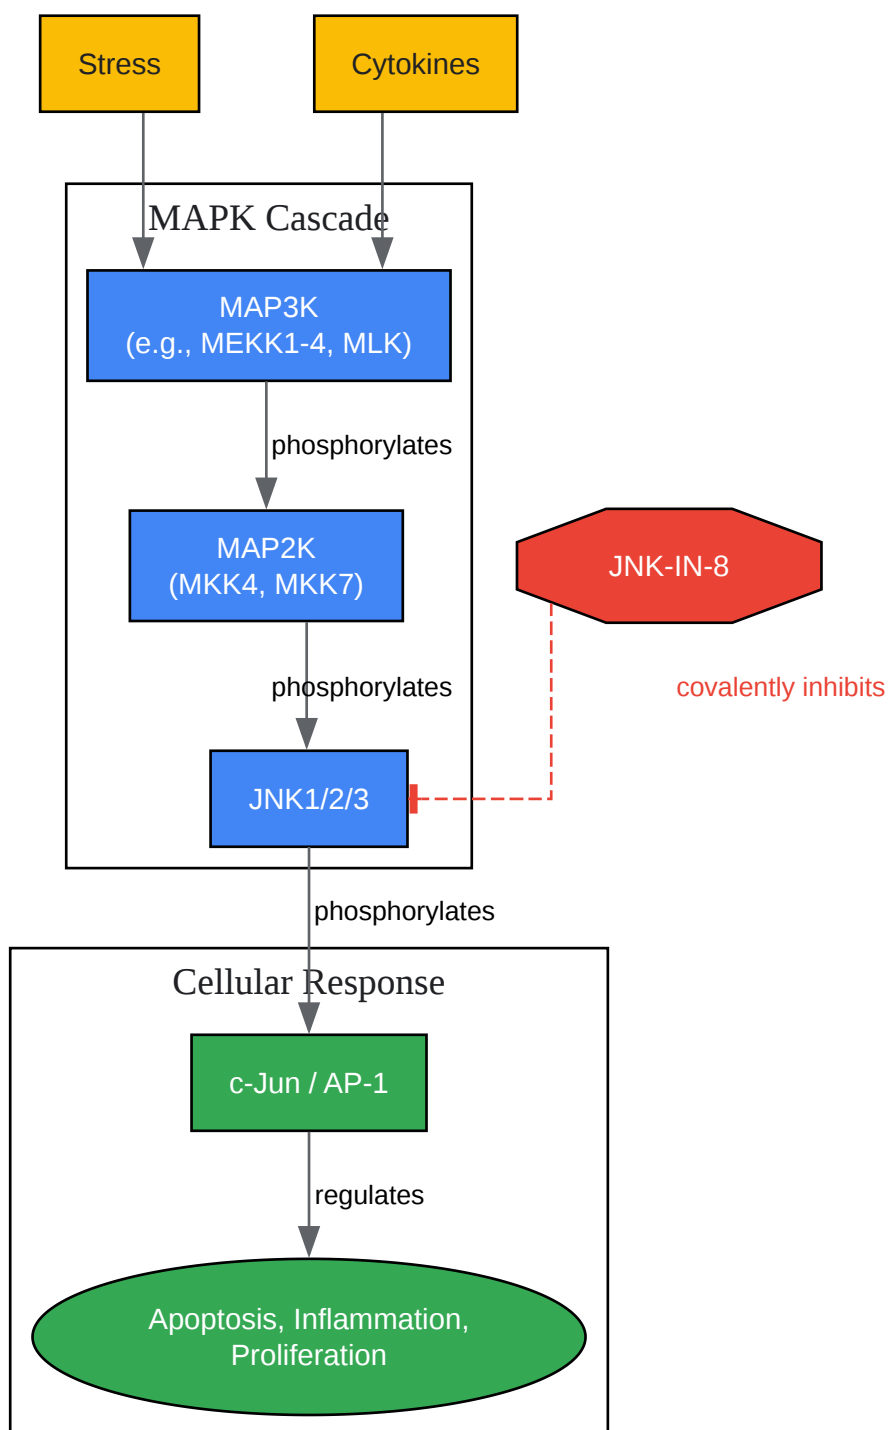 Stress
Cytokines
MAPK Cascade
MAP3K
(e.g., MEKK1-4, MLK)
phosphorylates
MAP2K
(MKK4, MKK7)
JNK-IN-8
phosphorylates
covalently inhibits
JNK1/2/3
phosphorylates
Cellular Response
c-Jun / AP-1
regulates
Apoptosis, Inflammation,
Proliferation